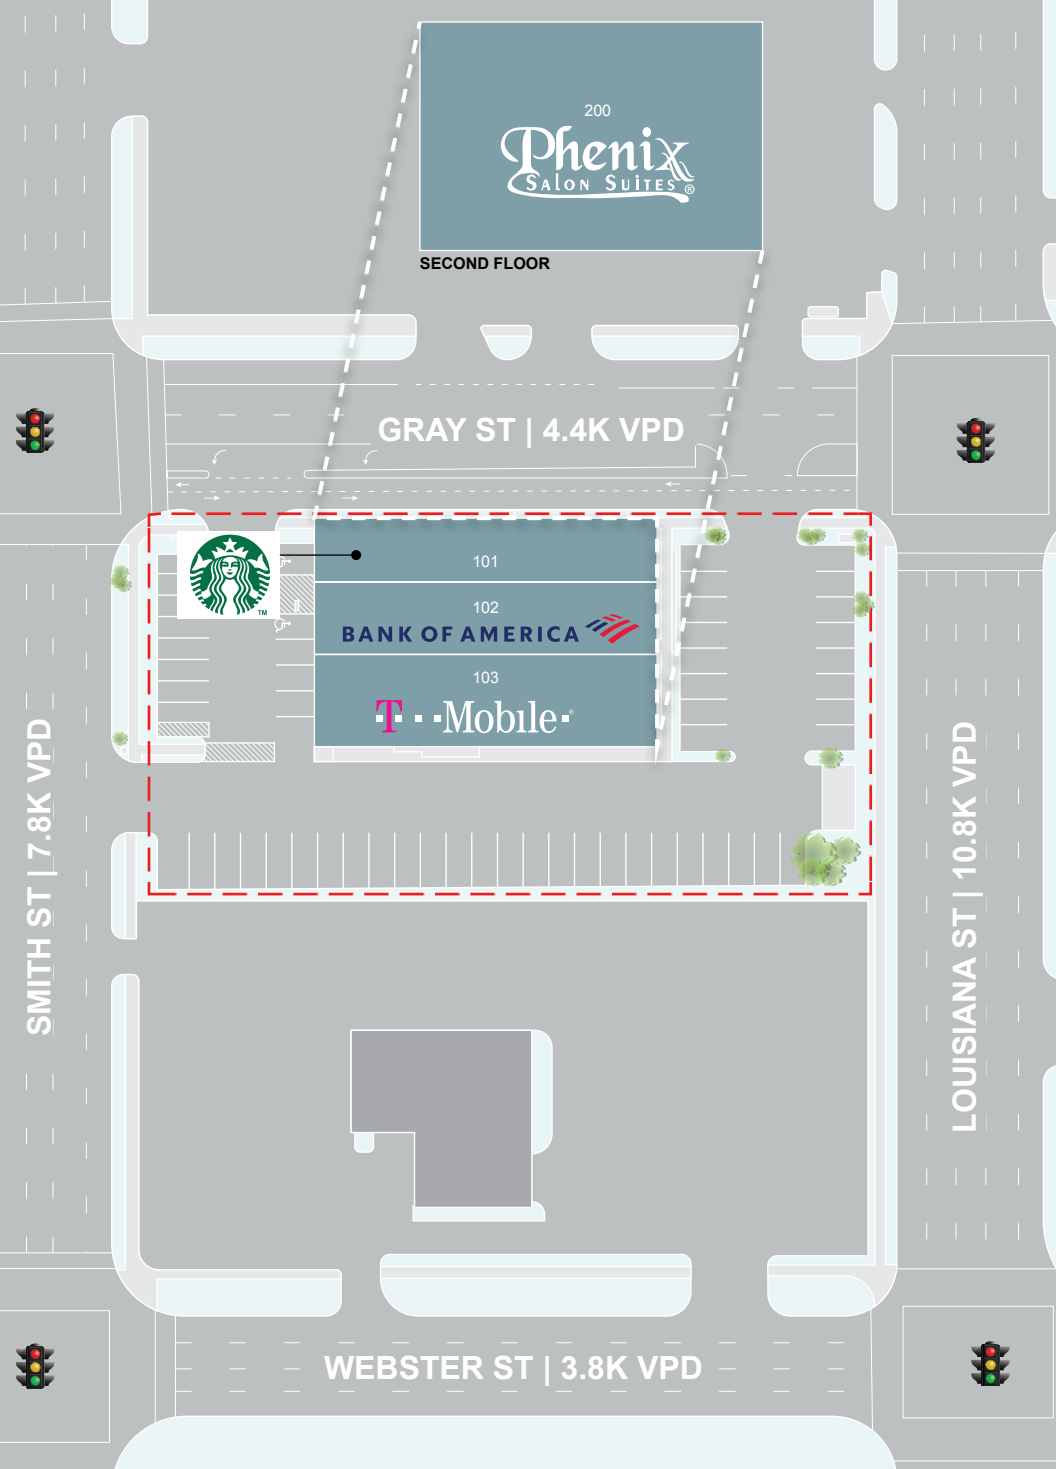 200
Phenix
SALON SUITES®
SECOND FLOOR
GRAY ST | 4.4K VPD
101
TM
102
BANK OF AMERICA
103
T··Mobile·®
SMITH ST | 7.8K VPD
LOUISIANA ST | 10.8K VPD
WEBSTER ST | 3.8K VPD